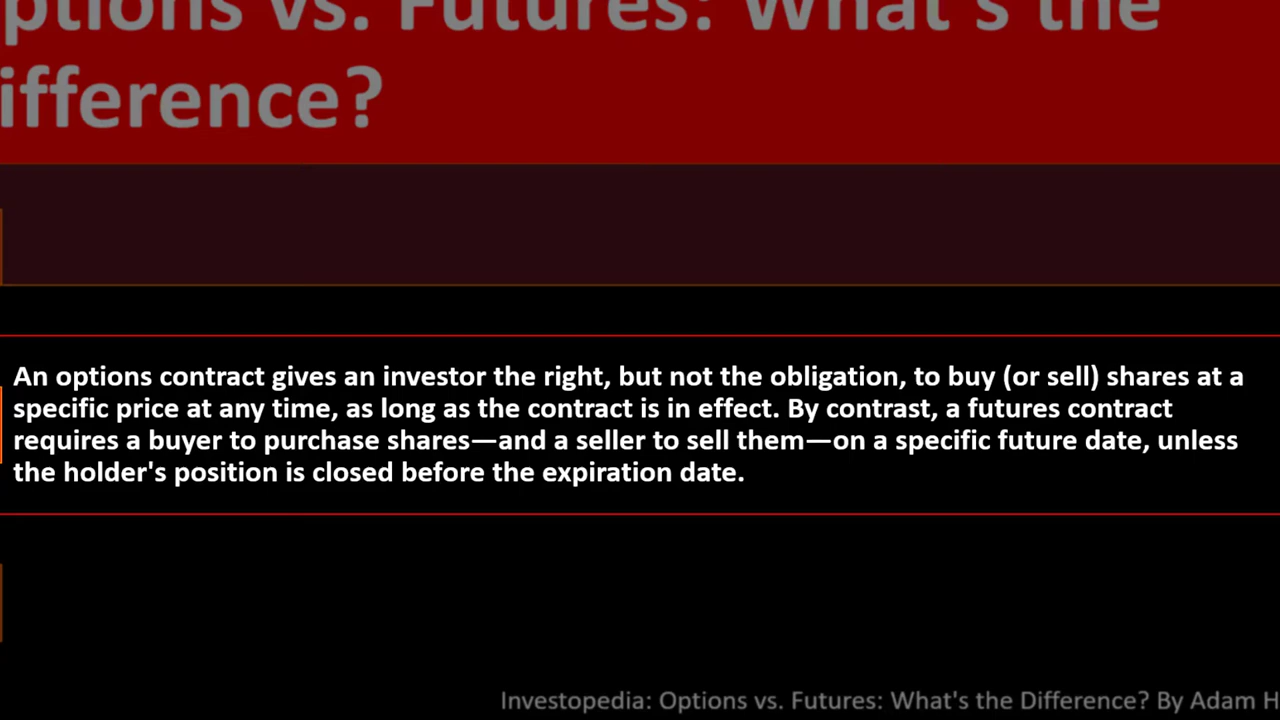 ptions vs. Futures: What's the
ifference?
An options contract gives an investor the right, but not the obligation, to buy (or sell) shares at a
specific price at any time, as long as the contract is in effect. By contrast, a futures contract
requires a buyer to purchase shares—and a seller to sell them—on a specific future date, unless
the holder's position is closed before the expiration date.
Investopedia: Options vs. Futures: What's the Difference? By Adam H